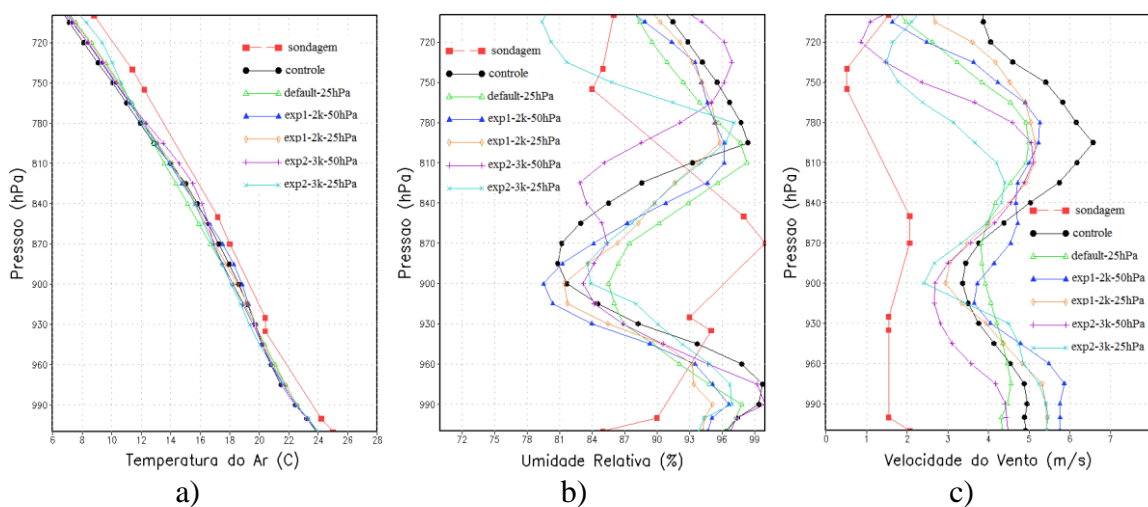 720
750
780
810
840
870
900
930
960
990
Pressao (hPa)
6 8 10 12 14 16 18 20 22 24 26 28
Temperatura do Ar (C)
sondagem
controle
default-25hPa
exp1-2k-50hPa
exp1-2k-25hPa
exp2-3k-50hPa
exp2-3k-25hPa
a)
720
750
780
810
840
870
900
930
960
990
Pressao (hPa)
72 75 78 81 84 87 90 93 96 99
Umidade Relativa (%)
sondagem
controle
default-25hPa
exp1-2k-50hPa
exp1-2k-25hPa
exp2-3k-50hPa
exp2-3k-25hPa
b)
720
750
780
810
840
870
900
930
960
990
Pressao (hPa)
0 1 2 3 4 5 6 7 8
Velocidade do Vento (m/s)
sondagem
controle
default-25hPa
exp1-2k-50hPa
exp1-2k-25hPa
exp2-3k-50hPa
exp2-3k-25hPa
c)